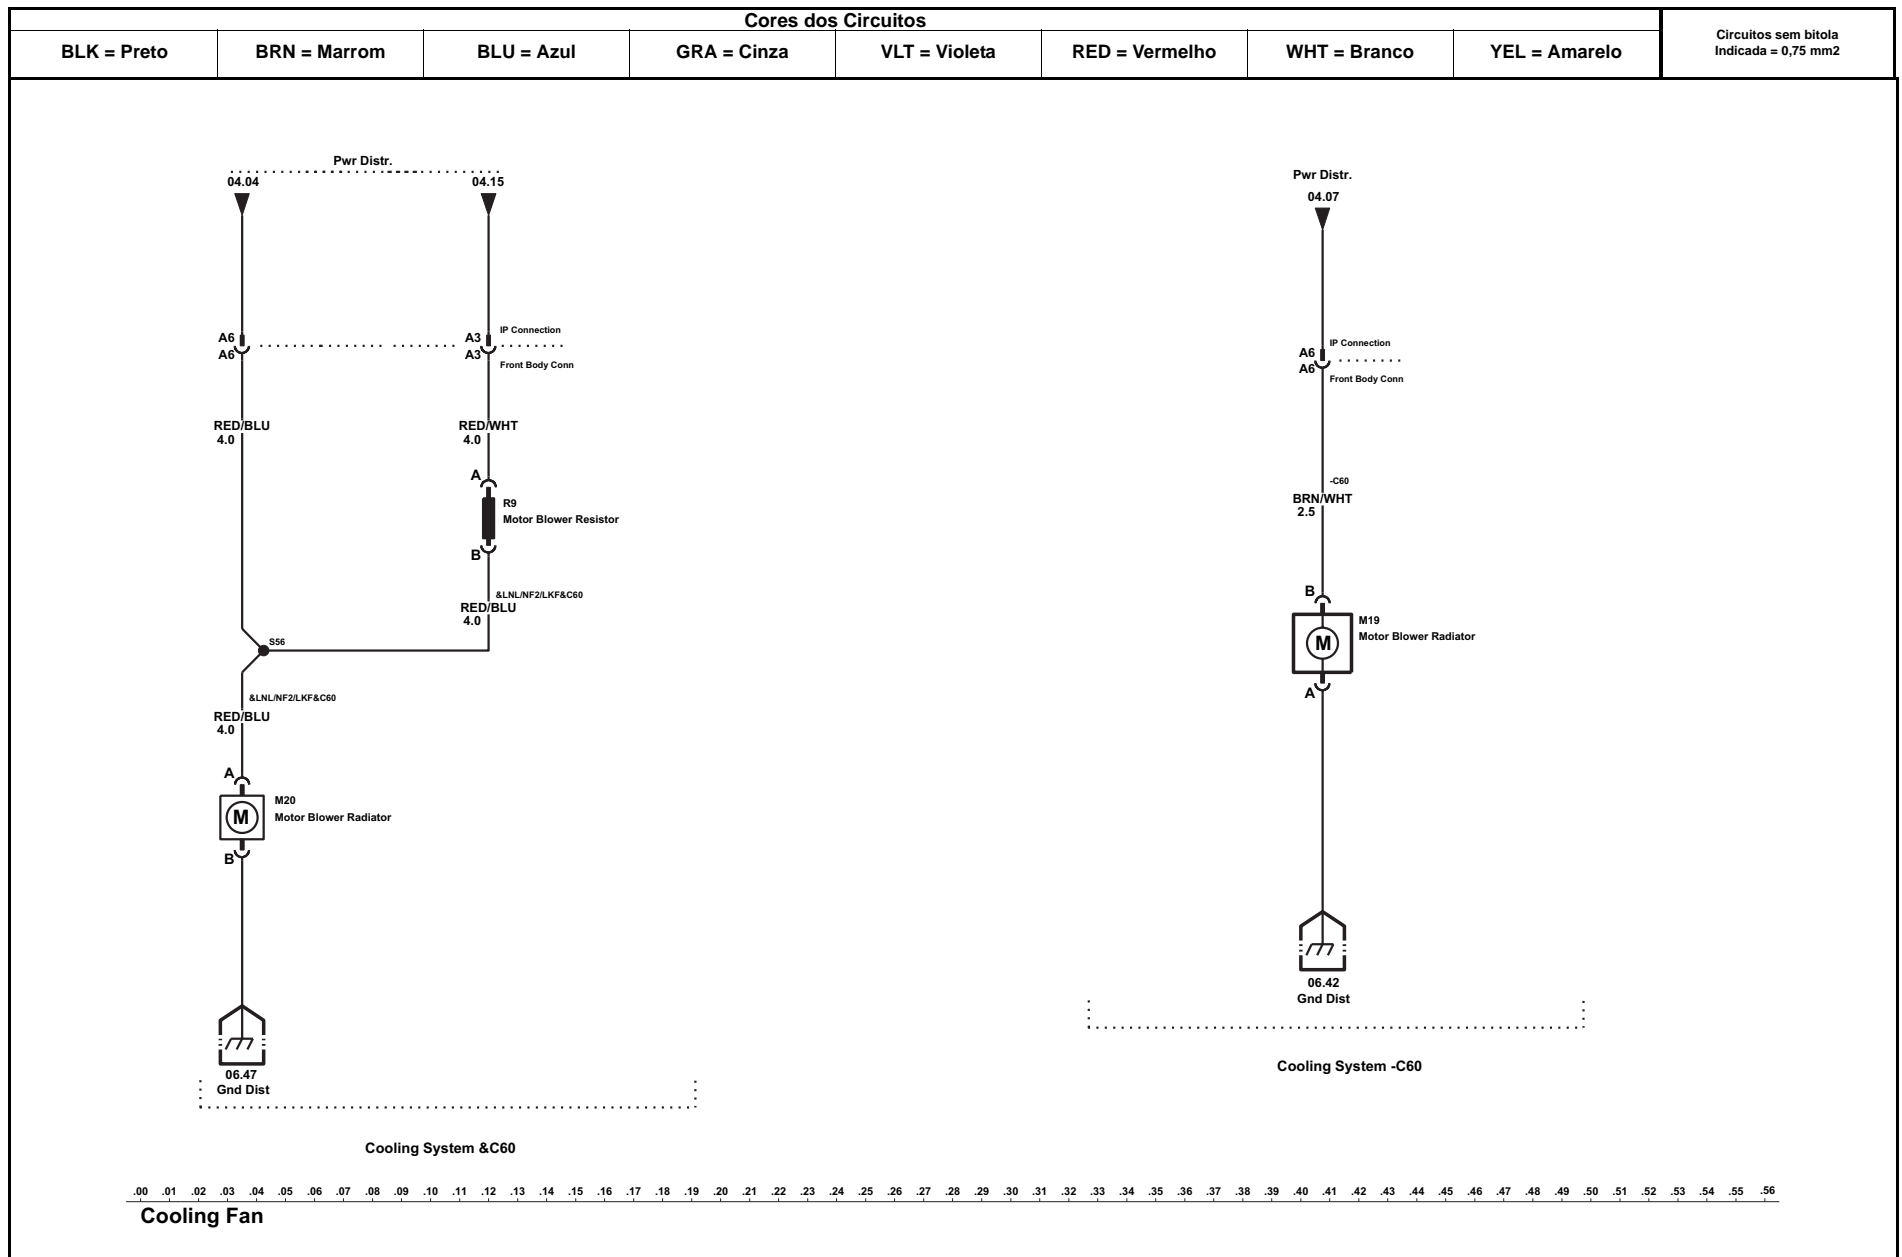 Cores dos Circuitos
BLK = Preto
BRN = Marrom
BLU = Azul
GRA = Cinza
VLT = Violeta
RED = Vermelho
WHT = Branco
YEL = Amarelo
Circuitos sem bitola
Indicada = 0,75 mm2
Pwr Distr.
04.04
04.15
A6
A6
A3
A3
IP Connection
Front Body Conn
RED/BLU
4.0
RED/WHT
4.0
A
R9
Motor Blower Resistor
B
&LNL/NF2/LKF&C60
RED/BLU
4.0
S56
&LNL/NF2/LKF&C60
RED/BLU
4.0
A
M20
M
Motor Blower Radiator
B
06.47
Gnd Dist
Cooling System &C60
Pwr Distr.
04.07
IP Connection
A6
A6
Front Body Conn
-C60
BRN/WHT
2.5
B
M19
M
Motor Blower Radiator
A
06.42
Gnd Dist
Cooling System -C60
.00 .01 .02 .03 .04 .05 .06 .07 .08 .09 .10 .11 .12 .13 .14 .15 .16 .17 .18 .19 .20 .21 .22 .23 .24 .25 .26 .27 .28 .29 .30 .31 .32 .33 .34 .35 .36 .37 .38 .39 .40 .41 .42 .43 .44 .45 .46 .47 .48 .49 .50 .51 .52 .53 .54 .55 .56
Cooling Fan